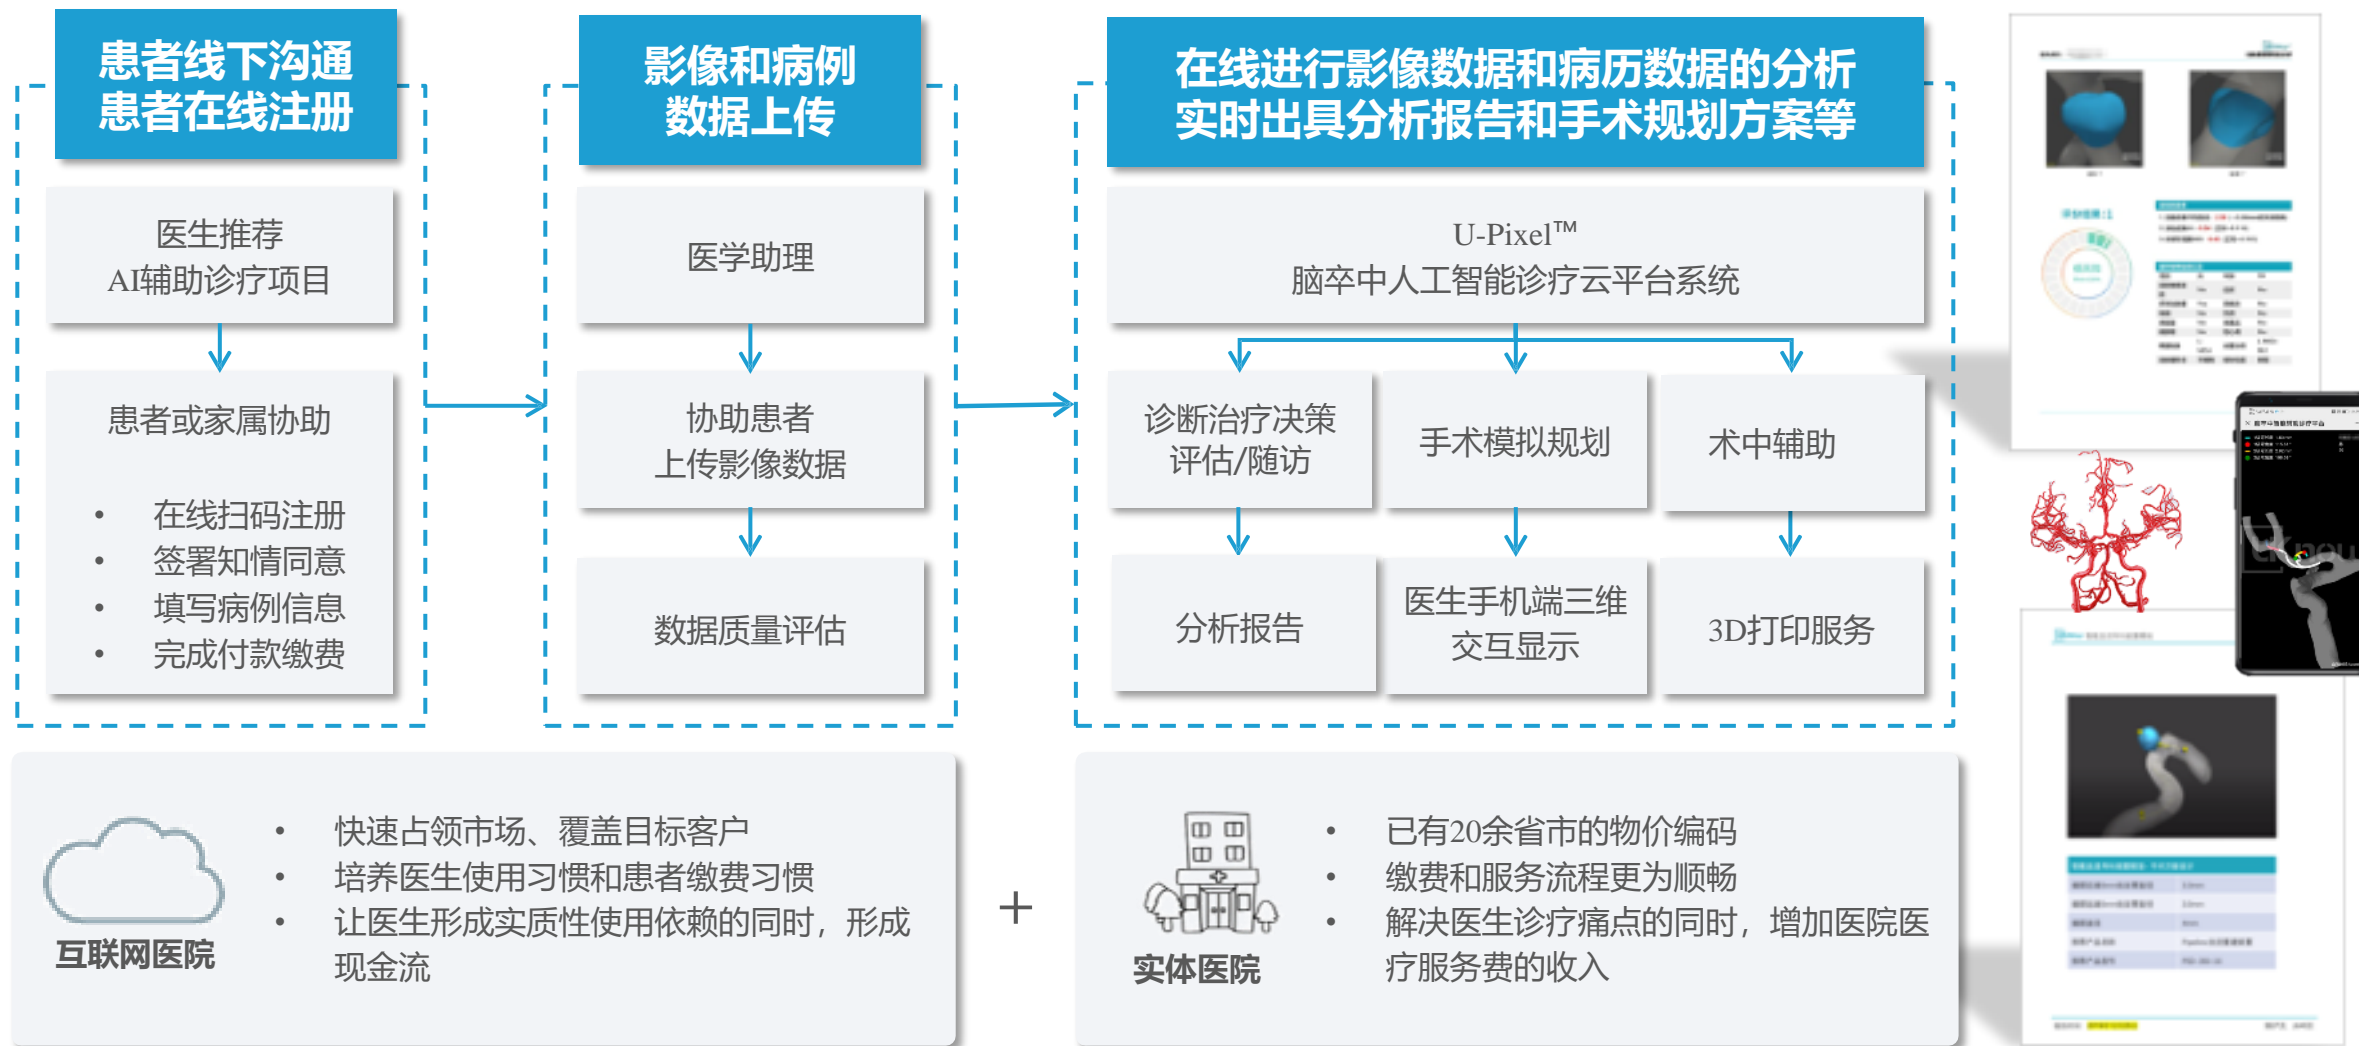 患者线下沟通
患者在线注册
医生推荐
AI辅助诊疗项目
患者或家属协助
• 在线扫码注册
• 签署知情同意
• 填写病例信息
• 完成付款缴费
影像和病例
数据上传
医学助理
协助患者
上传影像数据
数据质量评估
在线进行影像数据和病历数据的分析
实时出具分析报告和手术规划方案等
U-Pixel™
脑卒中人工智能诊疗云平台系统
诊断治疗决策
评估/随访
手术模拟规划
术中辅助
分析报告
医生手机端三维
交互显示
3D打印服务
互联网医院
• 快速占领市场、覆盖目标客户
• 培养医生使用习惯和患者缴费习惯
• 让医生形成实质性使用依赖的同时，形成
现金流
+
实体医院
• 已有20余省市的物价编码
• 缴费和服务流程更为顺畅
• 解决医生诊疗痛点的同时，增加医院医
疗服务费的收入